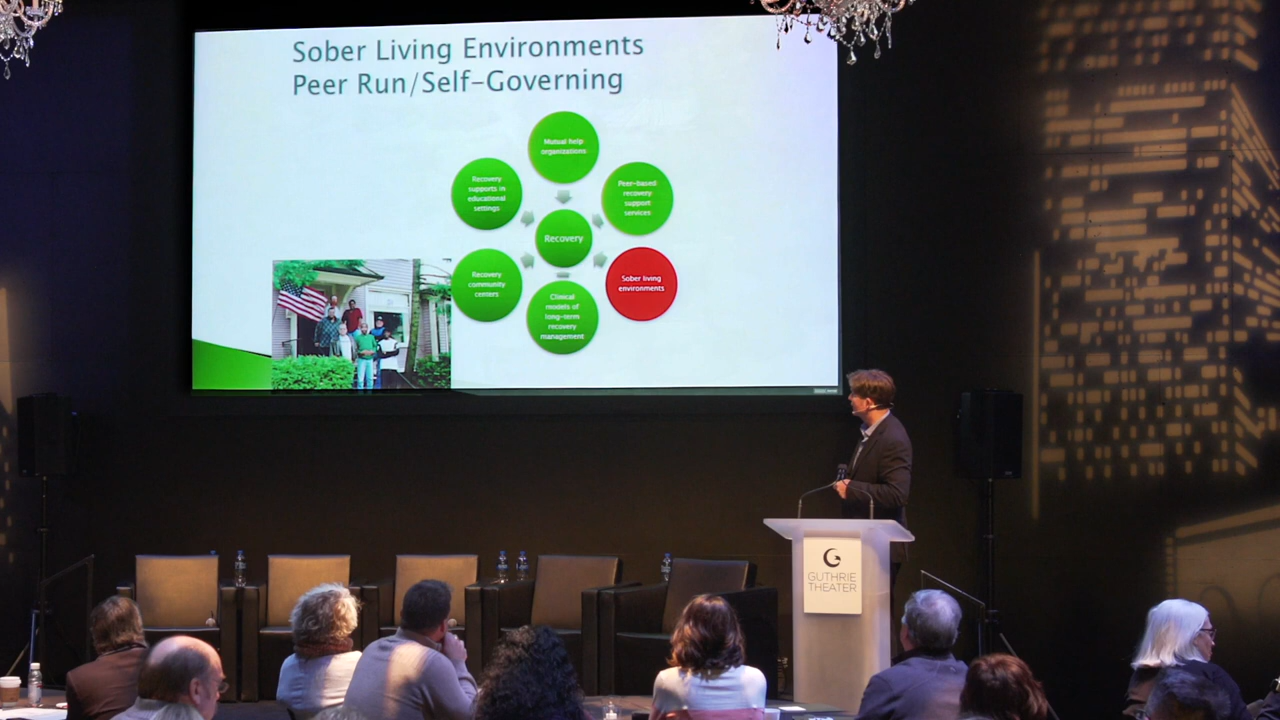 Sober Living Environments
Peer Run/Self-Governing
Mutual help
organizations
Recovery
supports in
educational
settings
Peer-based
recovery
support
services
Recovery
Recovery
community
centers
Sober living
environments
Clinical
models of
long-term
recovery
management
GUTHRIE
THEATER